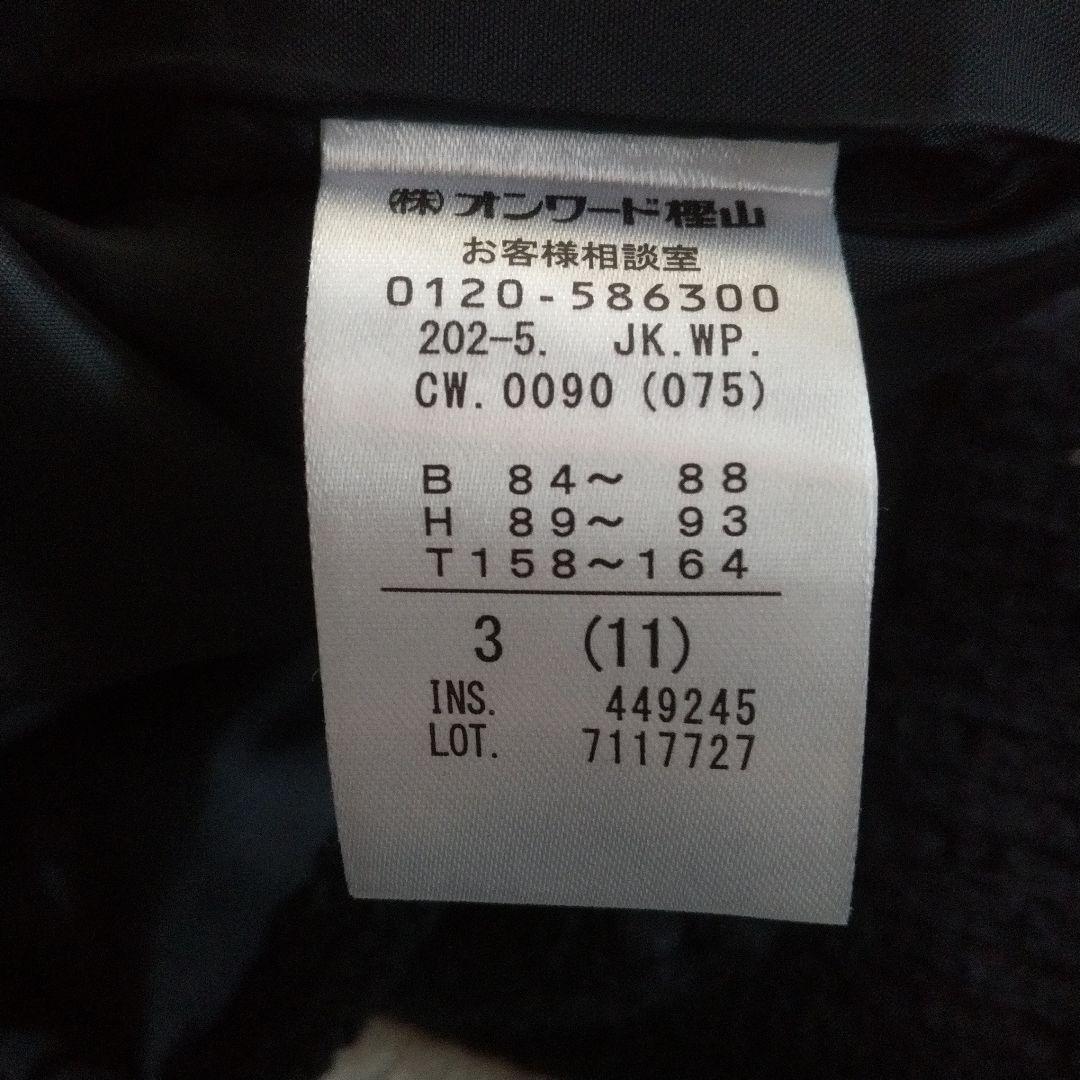 ㈱オンワード樫山
お客様相談室
0120-586300
202-5. JK.WP.
CW.0090(075)
B 84～ 88
H 89～ 93
T158～164
3 (11)
INS. 449245
LOT. 7117727